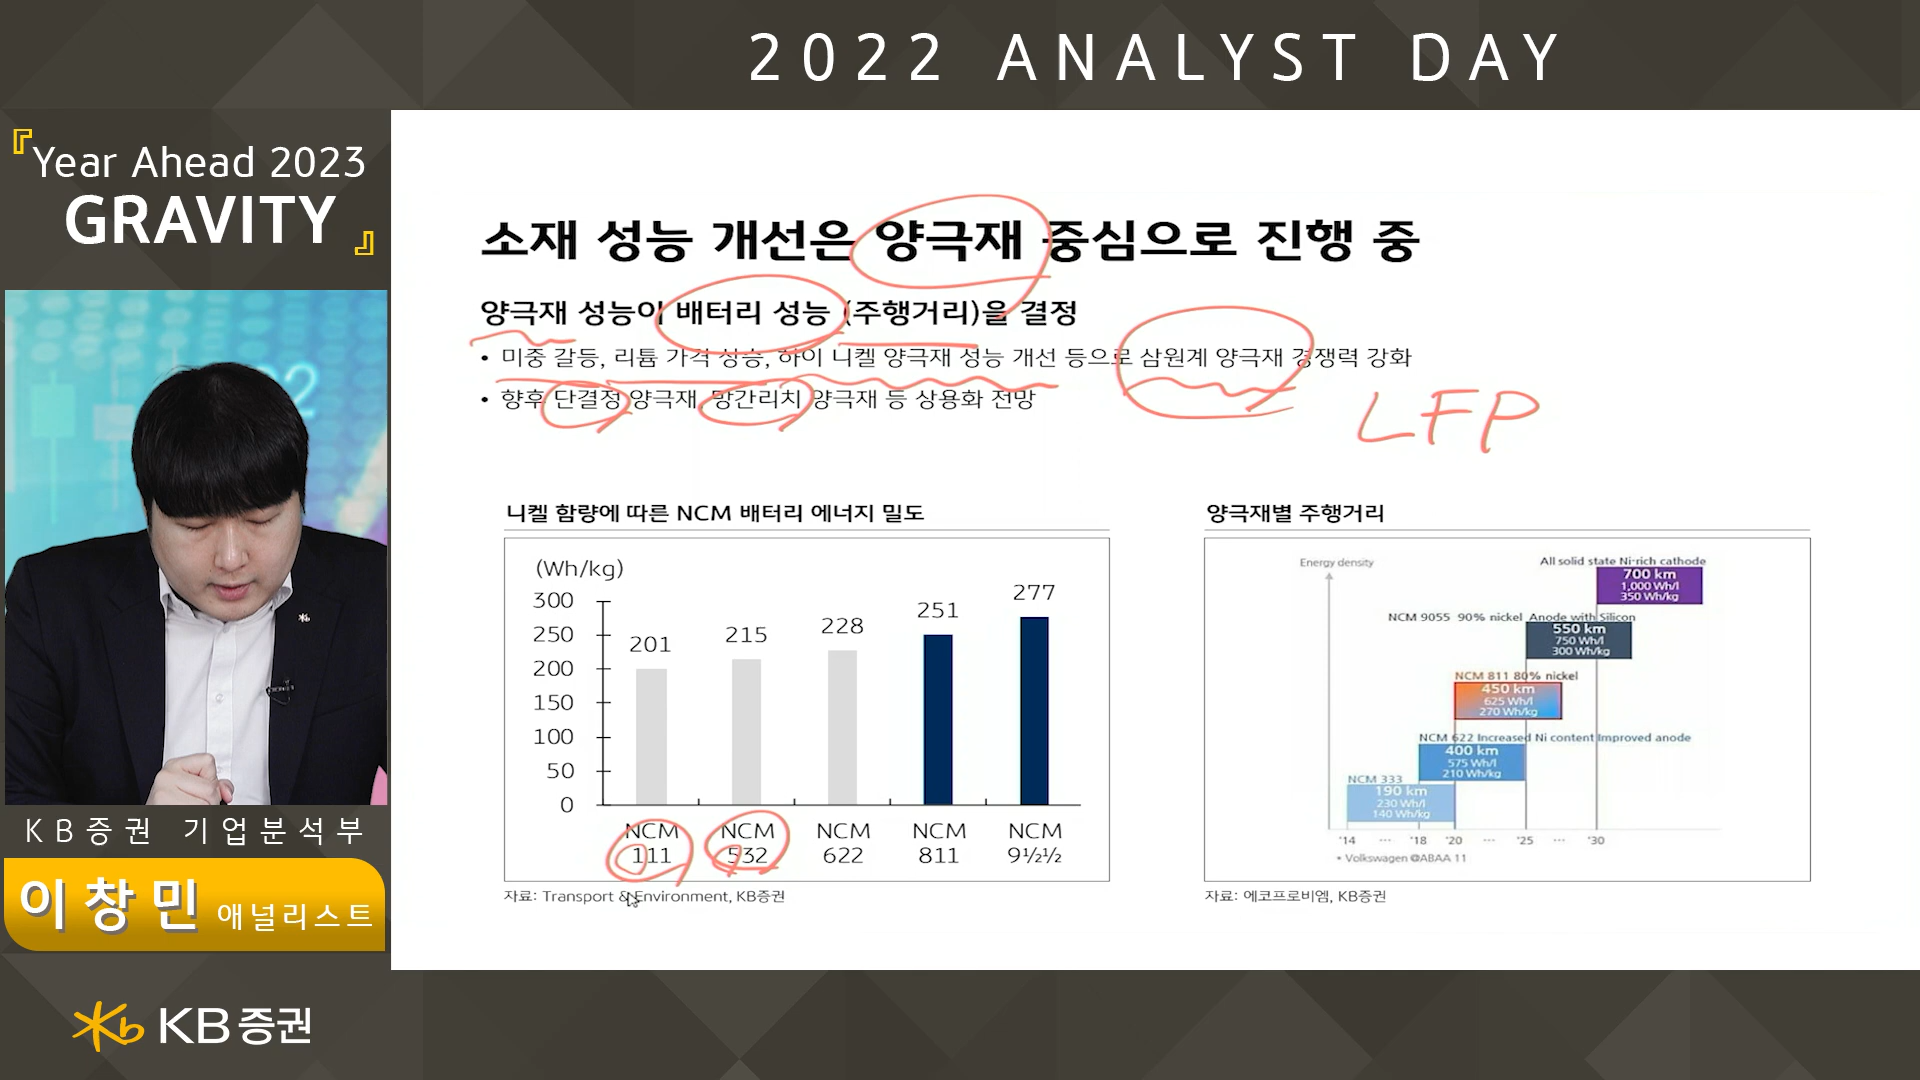 2022 ANALYST DAY
『Year Ahead 2023
GRAVITY』
소재 성능 개선은 양극재 중심으로 진행 중
양극재 성능이 배터리 성능 (주행거리)을 결정
• 미중 갈등, 리튬 가격 상승, 하이 니켈 양극재 성능 개선 등으로 삼원계 양극재 경쟁력 강화
• 향후 단결정 양극재, 망간리치 양극재 등 상용화 전망
LFP
니켈 함량에 따른 NCM 배터리 에너지 밀도
(Wh/kg)
300
250
200
150
100
50
0
201
215
228
251
277
NCM 111
NCM 532
NCM 622
NCM 811
NCM 9½½
자료: Transport & Environment, KB증권
양극재별 주행거리
Energy density
All solid state Ni-rich cathode
700 km
1,000 Wh/l
350 Wh/kg
NCM 9055 90% nickel Anode with Silicon
550 km
750 Wh/l
300 Wh/kg
NCM 811 80% nickel
450 km
625 Wh/l
270 Wh/kg
NCM 622 Increased Ni content Improved anode
400 km
575 Wh/l
210 Wh/kg
NCM 333
190 km
230 Wh/l
140 Wh/kg
'14 ... '18 '20 ... '25 ... '30
* Volkswagen @ABAA 11
자료: 에코프로비엠, KB증권
KB증권 기업분석부
이창민 애널리스트
KB증권